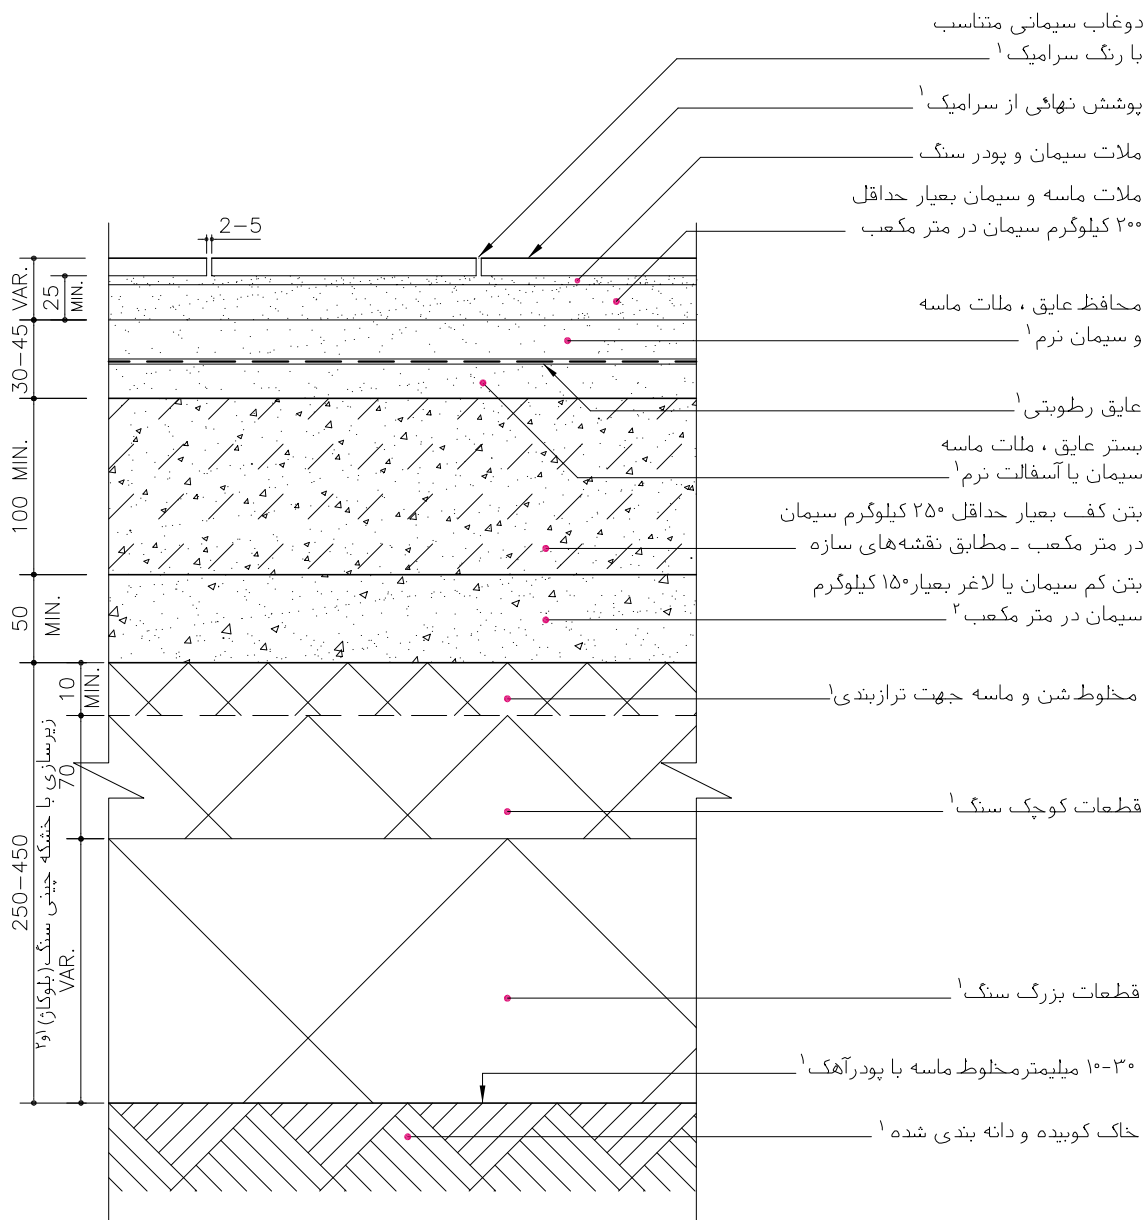 دوغاب سیمانی متناسب
با رنگ سرامیک ۱
پوشش نهائی از سرامیک ۱
ملات سیمان و پودر سنگ
ملات ماسه و سیمان بعیار حداقل
۲۰۰ کیلوگرم سیمان در متر مکعب
محافظ عایق ، ملات ماسه
و سیمان نرم ۱
عایق رطوبتی ۱
بستر عایق ، ملات ماسه
سیمان یا آسفالت نرم ۱
بتن کف بعیار حداقل ۲۵۰ کیلوگرم سیمان
در متر مکعب - مطابق نقشه‌های سازه
بتن کم سیمان یا لاغر بعیار ۱۵۰ کیلوگرم
سیمان در متر مکعب ۲
مخلوط شن و ماسه جهت ترازبندی ۱
قطعات کوچک سنگ ۱
قطعات بزرگ سنگ ۱
۱۰-۳۰ میلیمتر مخلوط ماسه با پودرآهک ۱
خاک کوبیده و دانه بندی شده ۱
2-5
VAR.
25
MIN.
30-45
100 MIN.
50
MIN.
10
MIN.
70
VAR.
250-450
زیرسازی با خشکه چینی سنگ (بلوکاژ) ۱و۲